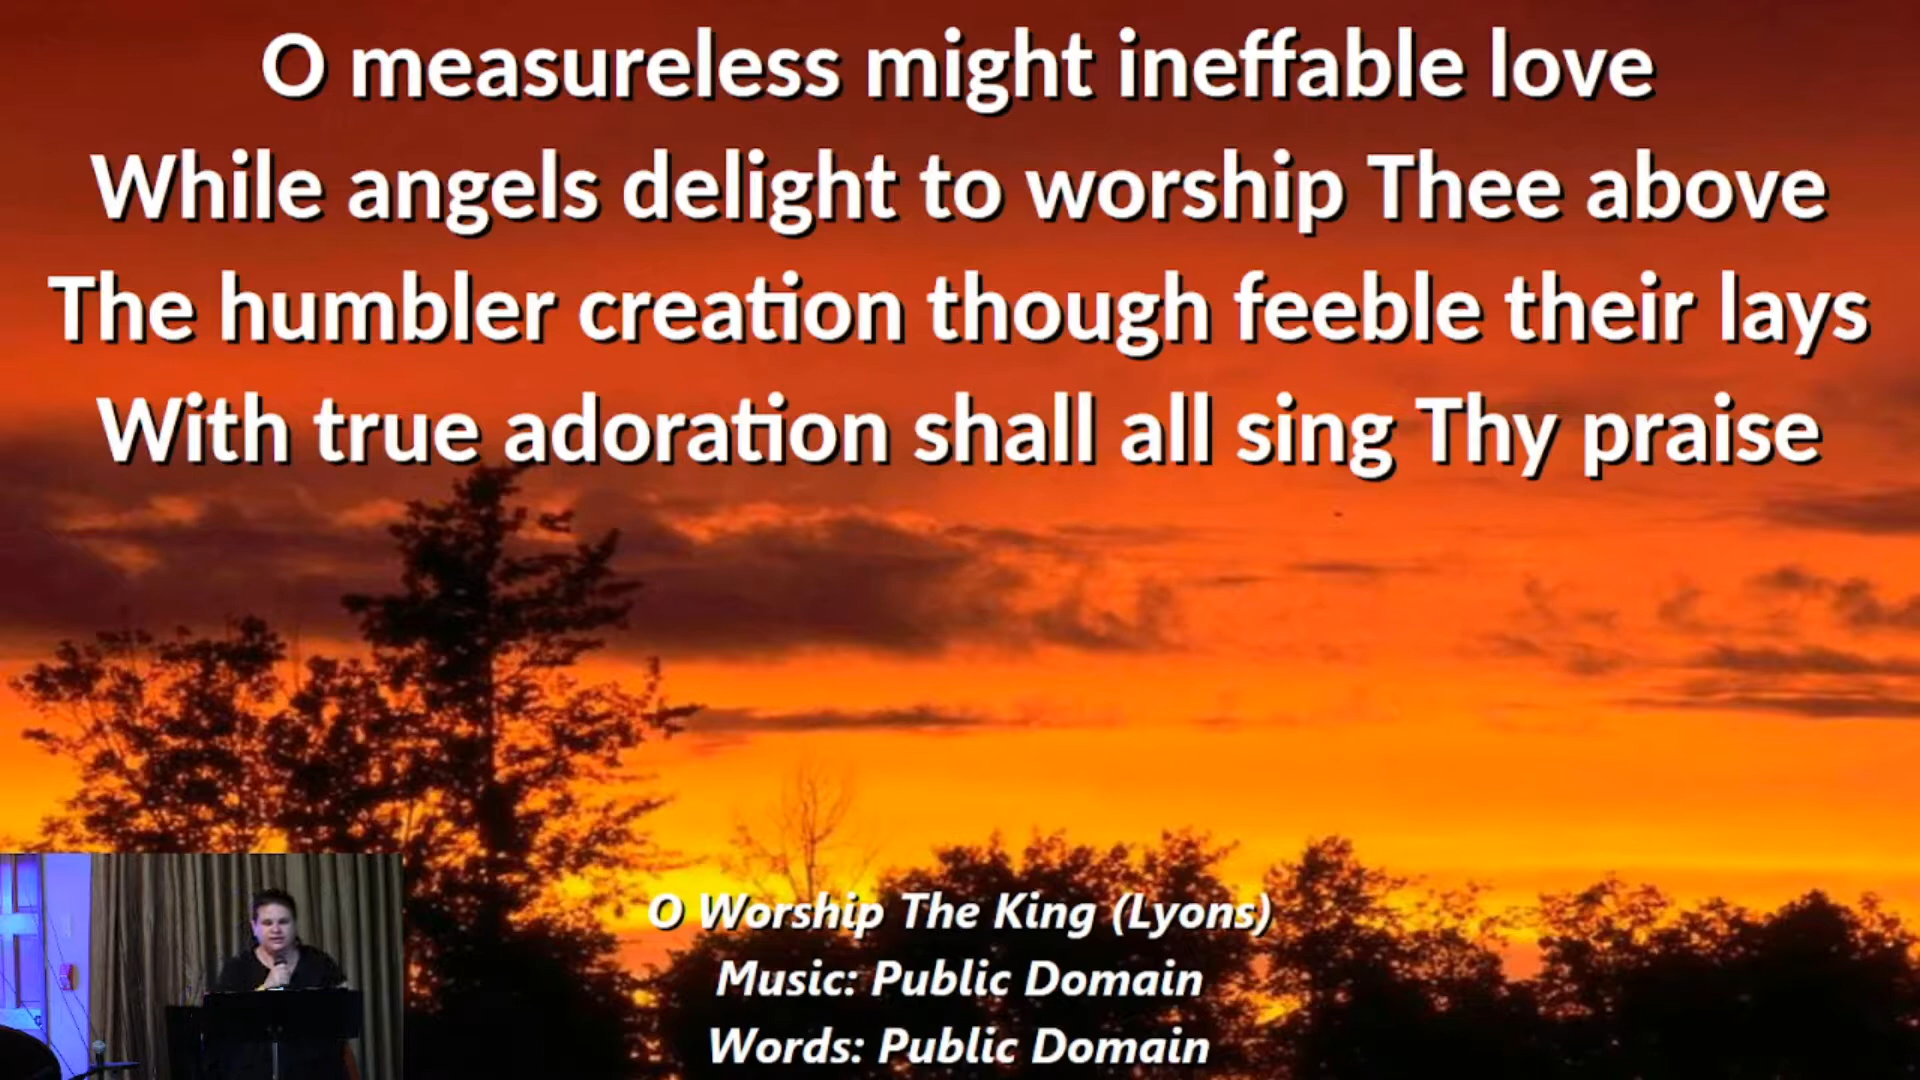 O measureless might ineffable love
While angels delight to worship Thee above
The humbler creation though feeble their lays
With true adoration shall all sing Thy praise
O Worship The King (Lyons)
Music: Public Domain
Words: Public Domain